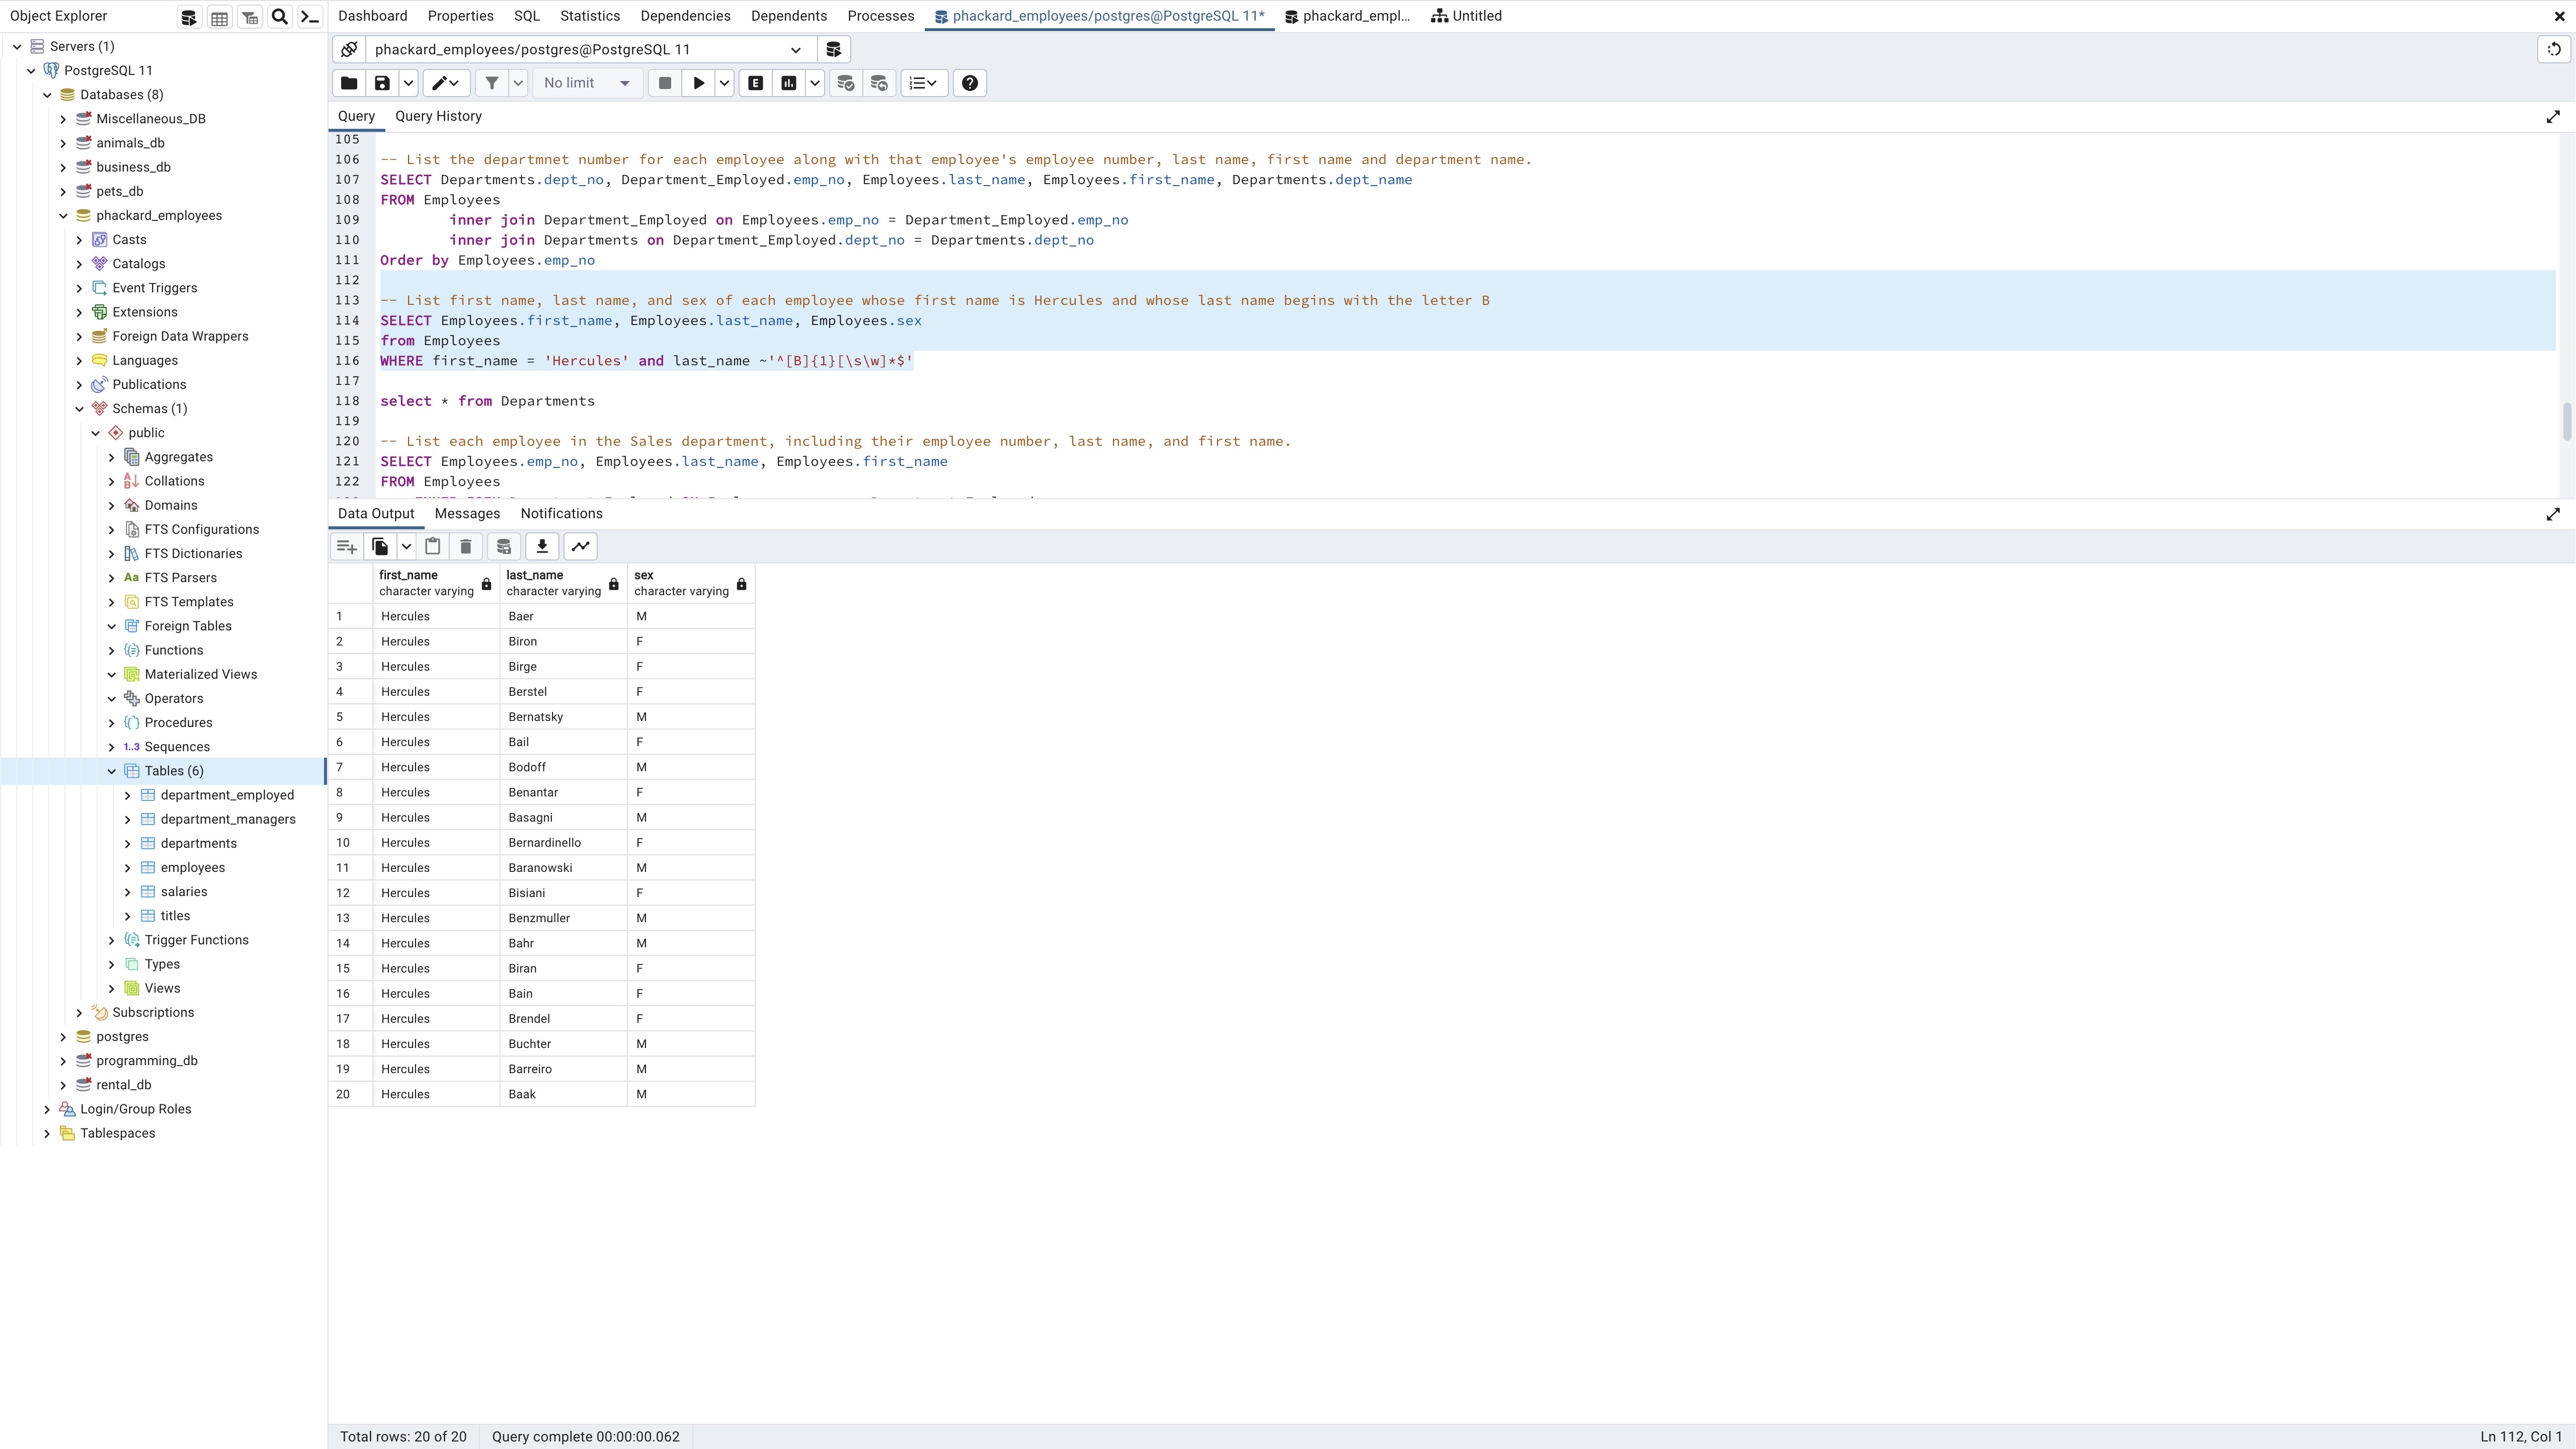 Object Explorer
Servers (1)
PostgreSQL 11
Databases (8)
Miscellaneous_DB
animals_db
business_db
pets_db
phackard_employees
Casts
Catalogs
Event Triggers
Extensions
Foreign Data Wrappers
Languages
Publications
Schemas (1)
public
Aggregates
Collations
Domains
FTS Configurations
FTS Dictionaries
Aa FTS Parsers
FTS Templates
Foreign Tables
Functions
Materialized Views
Operators
Procedures
1..3 Sequences
Tables (6)
department_employed
department_managers
departments
employees
salaries
titles
Trigger Functions
Types
Views
Subscriptions
postgres
programming_db
rental_db
Login/Group Roles
Tablespaces
Dashboard Properties SQL Statistics Dependencies Dependents Processes phackard_employees/postgres@PostgreSQL 11* phackard_empl... Untitled
phackard_employees/postgres@PostgreSQL 11
No limit E
Query Query History
105
106 -- List the departmnet number for each employee along with that employee's employee number, last name, first name and department name.
107 SELECT Departments.dept_no, Department_Employed.emp_no, Employees.last_name, Employees.first_name, Departments.dept_name
108 FROM Employees
109 inner join Department_Employed on Employees.emp_no = Department_Employed.emp_no
110 inner join Departments on Department_Employed.dept_no = Departments.dept_no
111 Order by Employees.emp_no
112
113 -- List first name, last name, and sex of each employee whose first name is Hercules and whose last name begins with the letter B
114 SELECT Employees.first_name, Employees.last_name, Employees.sex
115 from Employees
116 WHERE first_name = 'Hercules' and last_name ~'^[B]{1}[\s\w]*$'
117
118 select * from Departments
119
120 -- List each employee in the Sales department, including their employee number, last name, and first name.
121 SELECT Employees.emp_no, Employees.last_name, Employees.first_name
122 FROM Employees
Data Output Messages Notifications
first_name last_name sex
character varying character varying character varying
1 Hercules Baer M
2 Hercules Biron F
3 Hercules Birge F
4 Hercules Berstel F
5 Hercules Bernatsky M
6 Hercules Bail F
7 Hercules Bodoff M
8 Hercules Benantar F
9 Hercules Basagni M
10 Hercules Bernardinello F
11 Hercules Baranowski M
12 Hercules Bisiani F
13 Hercules Benzmuller M
14 Hercules Bahr M
15 Hercules Biran F
16 Hercules Bain F
17 Hercules Brendel F
18 Hercules Buchter M
19 Hercules Barreiro M
20 Hercules Baak M
Total rows: 20 of 20 Query complete 00:00:00.062 Ln 112, Col 1